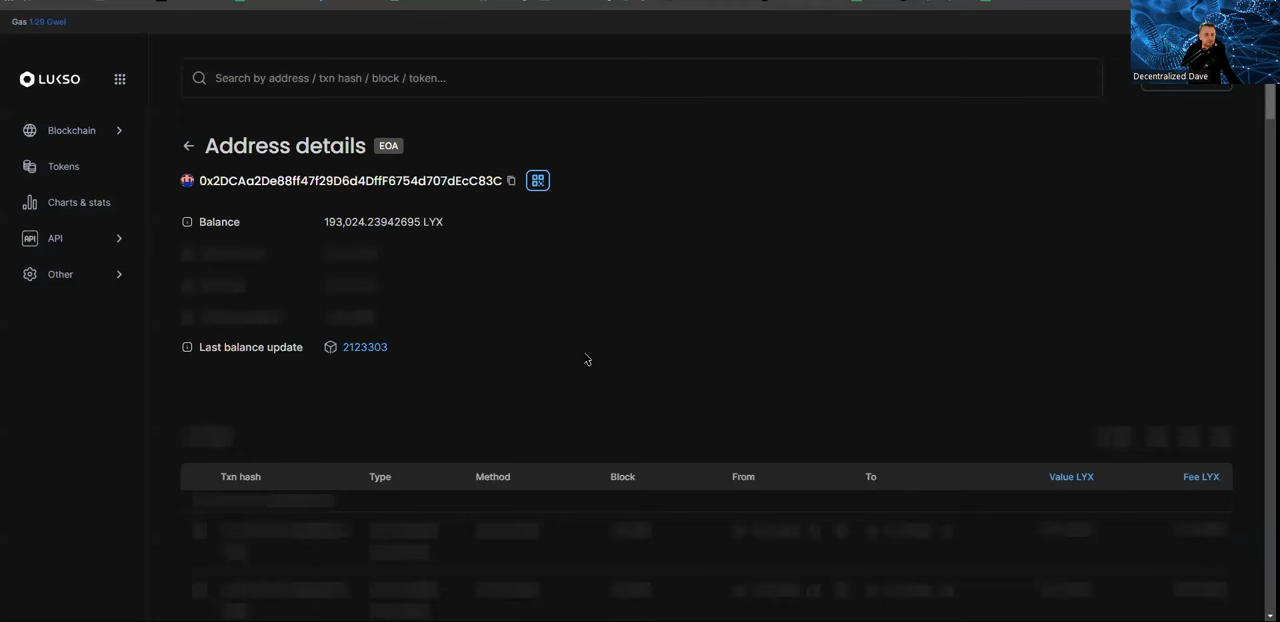 Gas 1.29 Gwei
Decentralized Dave
LUKSO
Search by address / txn hash / block / token...
Blockchain
Tokens
Charts & stats
API API
Other
Address details EOA
0x2DCAa2De88ff47f29D6d4DffF6754d707dEcC83C
Balance 193,024.23942695 LYX
Last balance update 2123303
Txn hash Type Method Block From To Value LYX Fee LYX